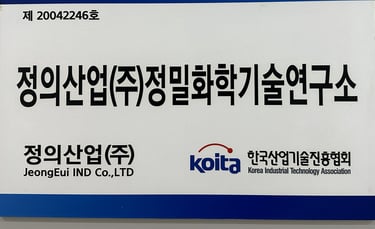 제 20042246호
정의산업(주)정밀화학기술연구소
정의산업(주)
JeongEui IND Co.,LTD
koita 한국산업기술진흥협회
Korea Industrial Technology Association